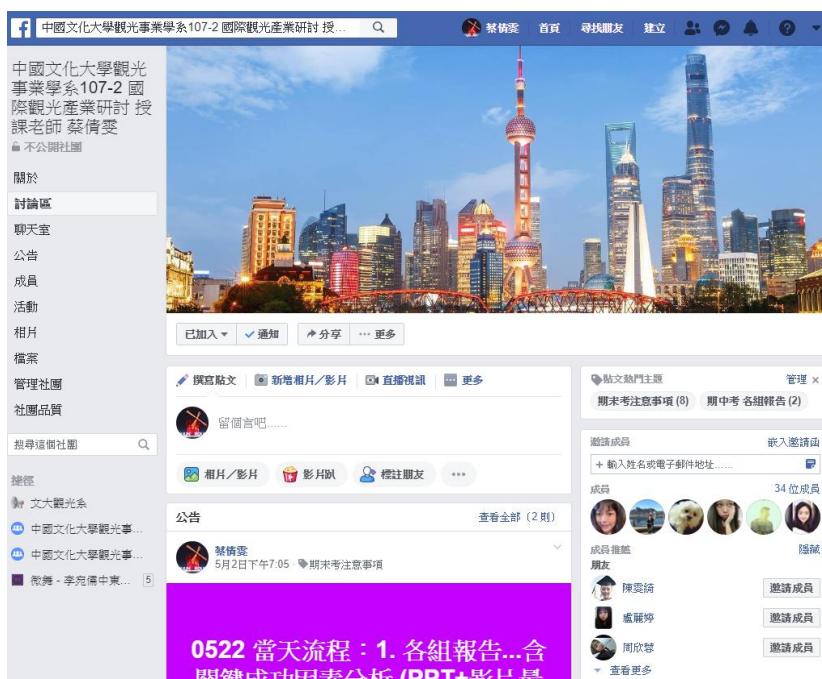 中國文化大學觀光事業學系107-2 國際觀光產業研討 授...
蔡倩雯
首頁
尋找朋友
建立
中國文化大學觀光
事業學系107-2 國
際觀光產業研討 授
課老師 蔡倩雯
不公開社團
關於
討論區
聊天室
公告
成員
活動
相片
檔案
管理社團
社團品質
搜尋這個社團
捷徑
文大觀光系
中國文化大學觀光事...
中國文化大學觀光事...
微舞 - 李宛儒中東... 5
已加入
通知
分享
更多
撰寫貼文
新增相片／影片
直播視訊
更多
留個言吧......
相片／影片
影片趴
標註朋友
公告
查看全部（2 則）
蔡倩雯
5月2日下午7:05 · 期末考注意事項
0522 當天流程：1. 各組報告...含
關鍵成功因素分析 (PPT+影片最
貼文熱門主題
管理
期末考注意事項 (8)
期中考 各組報告 (2)
邀請成員
嵌入邀請函
+ 輸入姓名或電子郵件地址......
成員
34 位成員
成員推薦
隱藏
朋友
陳雯綺
邀請成員
盧麗婷
邀請成員
周欣慧
邀請成員
查看更多